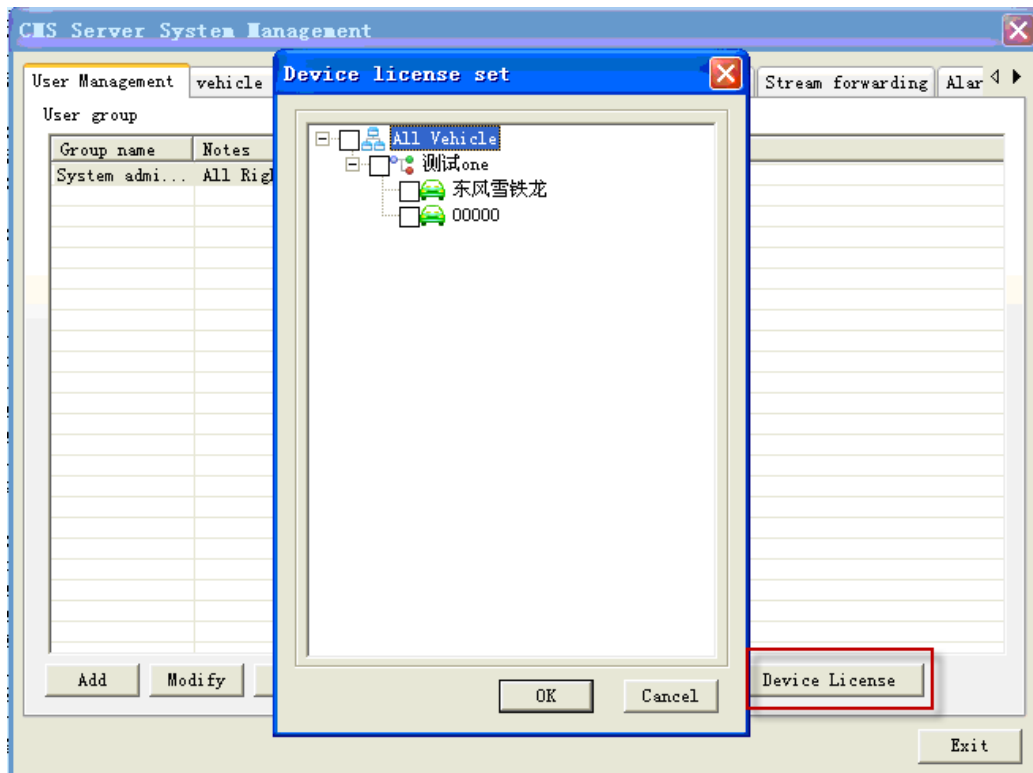 CMS Server System Management
User Management vehicle Stream forwarding Alar
Device license set
User group
Group name Notes
System admi... All Rig
All Vehicle
测试one
东风雪铁龙
00000
Add Modify Device License
OK Cancel
Exit